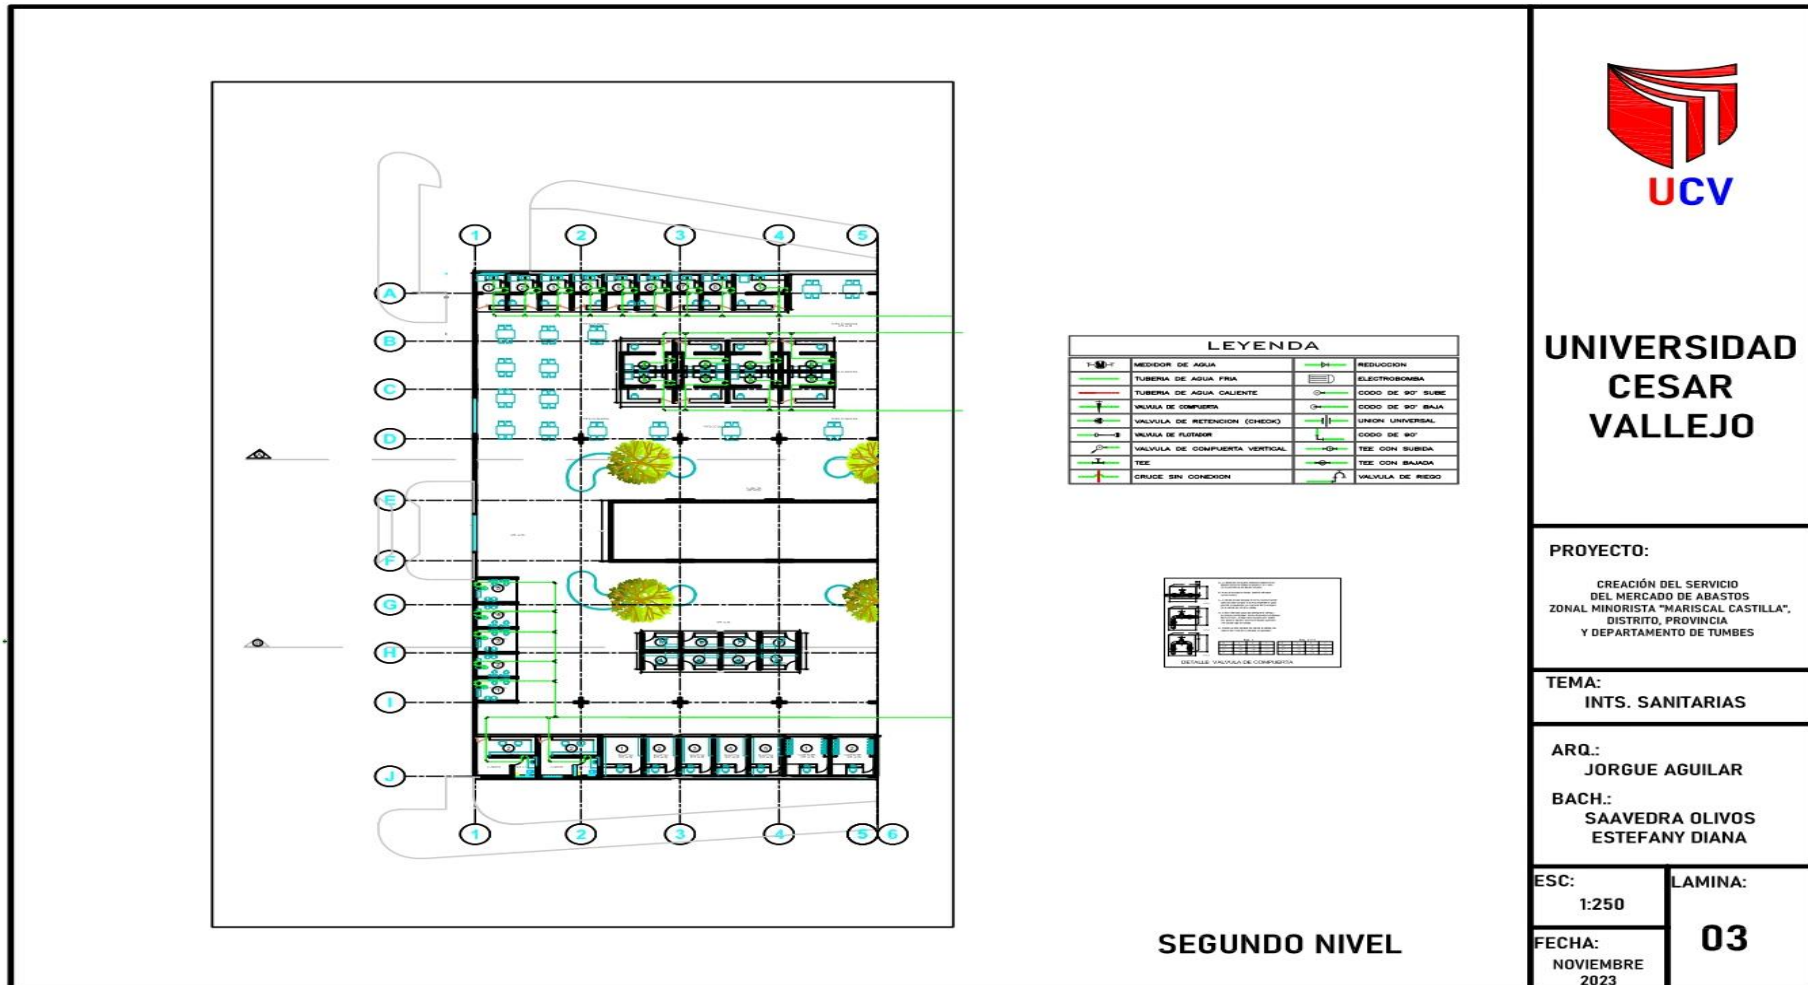 1
2
3
4
5
A
B
C
D
E
F
G
H
I
J
1
2
3
4
5
6
LEYENDA
MEDIDOR DE AGUA
REDUCCION
TUBERIA DE AGUA FRIA
ELECTROBOMBA
TUBERIA DE AGUA CALIENTE
CODO DE 90° SUBE
VALVULA DE COMPUERTA
CODO DE 90° BAJA
VALVULA DE RETENCION (CHECK)
UNION UNIVERSAL
VALVULA DE FLOTADOR
CODO DE 90°
VALVULA DE COMPUERTA VERTICAL
TEE CON SUBIDA
TEE
TEE CON BAJADA
CRUCE SIN CONEXION
VALVULA DE RIEGO
DETALLE VALVULA DE COMPUERTA
SEGUNDO NIVEL
UCV
UNIVERSIDAD
CESAR
VALLEJO
PROYECTO:
CREACIÓN DEL SERVICIO
DEL MERCADO DE ABASTOS
ZONAL MINORISTA "MARISCAL CASTILLA",
DISTRITO, PROVINCIA
Y DEPARTAMENTO DE TUMBES
TEMA:
INTS. SANITARIAS
ARQ.:
JORGUE AGUILAR
BACH.:
SAAVEDRA OLIVOS
ESTEFANY DIANA
ESC:
1:250
LAMINA:
03
FECHA:
NOVIEMBRE
2023